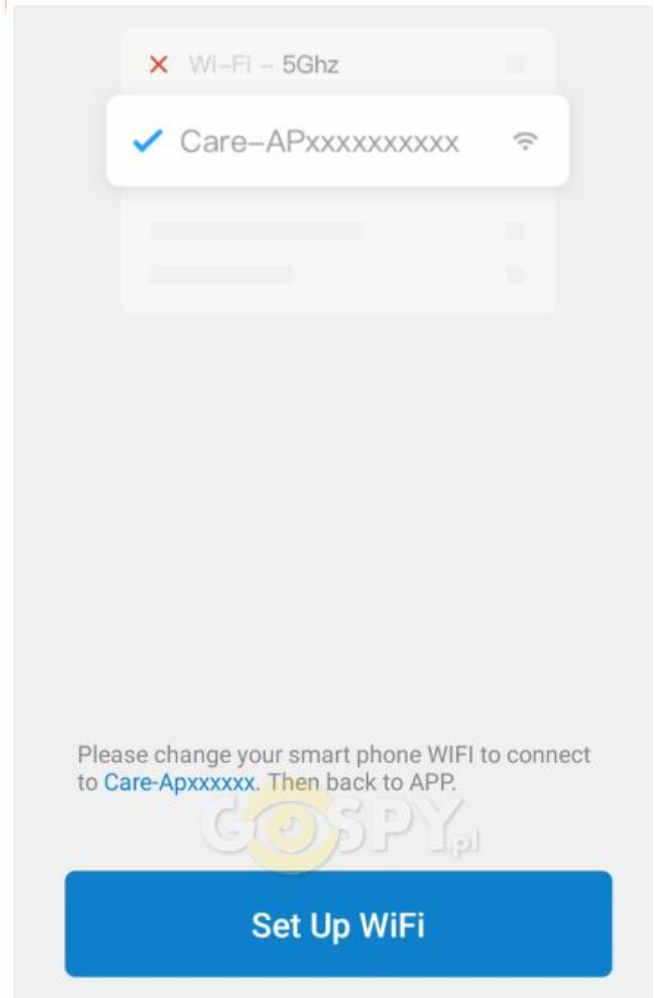 Wi-Fi - 5Ghz
Care-APxxxxxxxxxx
Please change your smart phone WIFI to connect
to Care-Apxxxxxx. Then back to APP.
GOSPY.pl
Set Up WiFi